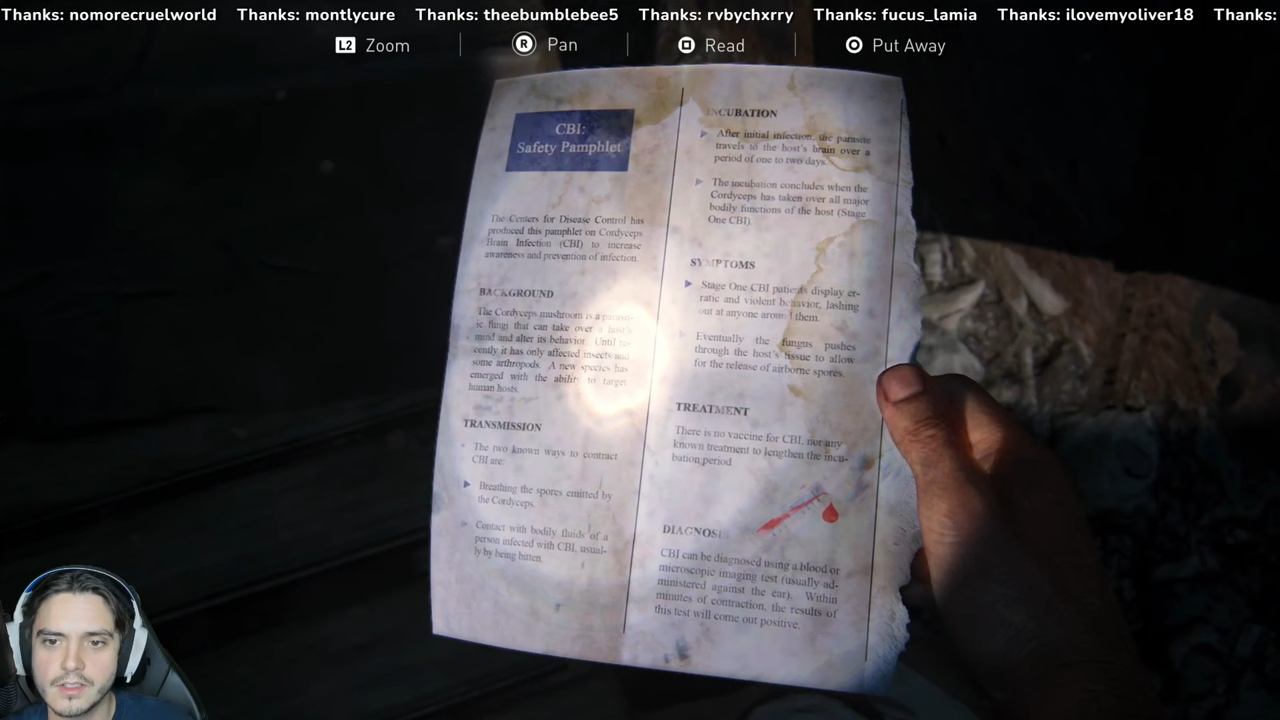 Thanks: nomorecruelworld Thanks: montlycure Thanks: theebumblebee5 Thanks: rvbychxrry Thanks: fucus_lamia Thanks: ilovemyoliver18 Thanks:
L2 Zoom R Pan Read Put Away
CBI:
Safety Pamphlet
The Centers for Disease Control has
produced this pamphlet on Cordyceps
Brain Infection (CBI) to increase
awareness and prevention of infection.
BACKGROUND
The Cordyceps mushroom is a parasit-
ic fungi that can take over a host's
mind and alter its behavior. Until re-
cently it has only affected insects and
some arthropods. A new species has
emerged with the ability to target
human hosts.
TRANSMISSION
The two known ways to contract
CBI are:
Breathing the spores emitted by
the Cordyceps.
Contact with bodily fluids of a
person infected with CBI, usual-
ly by being bitten.
INCUBATION
After initial infection, the parasite
travels to the host's brain over a
period of one to two days.
The incubation concludes when the
Cordyceps has taken over all major
bodily functions of the host (Stage
One CBI).
SYMPTOMS
Stage One CBI patients display er-
ratic and violent behavior, lashing
out at anyone around them.
Eventually the fungus pushes
through the host's tissue to allow
for the release of airborne spores.
TREATMENT
There is no vaccine for CBI, nor any
known treatment to lengthen the incu-
bation period
DIAGNOSIS
CBI can be diagnosed using a blood or
microscopic imaging test (usually ad-
ministered against the ear). Within
minutes of contraction, the results of
this test will come out positive.